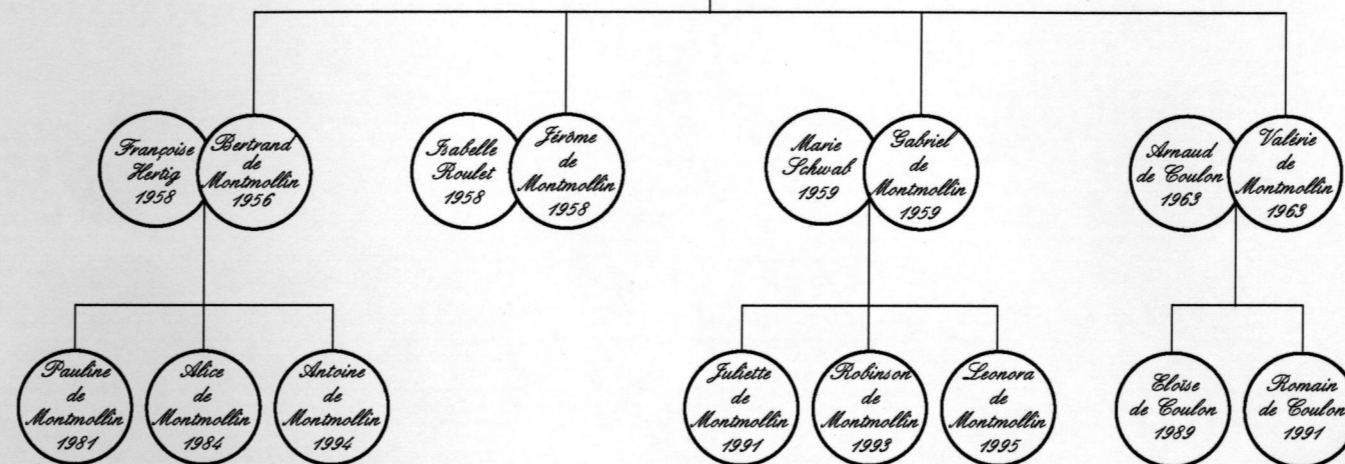 Françoise
Hertig
1958
Bertrand
de
Montmollin
1956
Isabelle
Roulet
1958
Jérôme
de
Montmollin
1958
Marie
Schwab
1959
Gabriel
de
Montmollin
1959
Arnaud
de Coulon
1963
Valérie
de
Montmollin
1963
Pauline
de
Montmollin
1981
Alice
de
Montmollin
1984
Antoine
de
Montmollin
1994
Juliette
de
Montmollin
1991
Robinson
de
Montmollin
1993
Leonora
de
Montmollin
1995
Eloïse
de Coulon
1989
Romain
de Coulon
1991